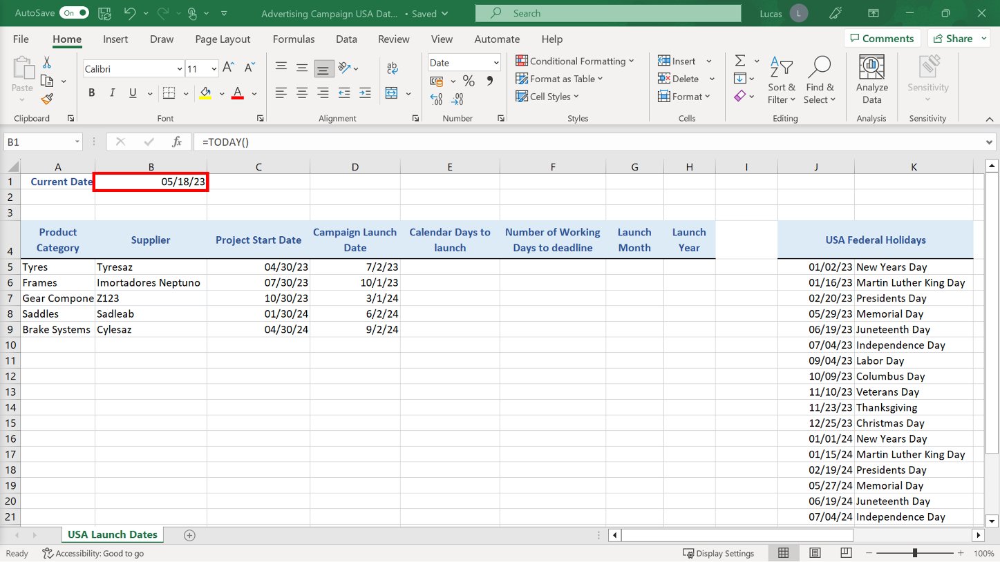 AutoSave On Advertising Campaign USA Dat... • Saved Search Lucas L
File Home Insert Draw Page Layout Formulas Data Review View Automate Help Comments Share
Paste Calibri 11 A A ab Date Conditional Formatting Insert Σ A Z Sort & Filter Find & Select Analyze Data Sensitivity
B I U A % , .00 .00 Format as Table Delete
Cell Styles Format
Clipboard Font Alignment Number Styles Cells Editing Analysis Sensitivity
B1 fx =TODAY()
A B C D E F G H I J K
1 Current Date 05/18/23
2
3
4 Product Category Supplier Project Start Date Campaign Launch Date Calendar Days to launch Number of Working Days to deadline Launch Month Launch Year USA Federal Holidays
5 Tyres Tyresaz 04/30/23 7/2/23 01/02/23 New Years Day
6 Frames Imortadores Neptuno 07/30/23 10/1/23 01/16/23 Martin Luther King Day
7 Gear Compone Z123 10/30/23 3/1/24 02/20/23 Presidents Day
8 Saddles Sadleab 01/30/24 6/2/24 05/29/23 Memorial Day
9 Brake Systems Cylesaz 04/30/24 9/2/24 06/19/23 Juneteenth Day
10 07/04/23 Independence Day
11 09/04/23 Labor Day
12 10/09/23 Columbus Day
13 11/10/23 Veterans Day
14 11/23/23 Thanksgiving
15 12/25/23 Christmas Day
16 01/01/24 New Years Day
17 01/15/24 Martin Luther King Day
18 02/19/24 Presidents Day
19 05/27/24 Memorial Day
20 06/19/24 Juneteenth Day
21 07/04/24 Independence Day
USA Launch Dates
Ready Accessibility: Good to go Display Settings 100%